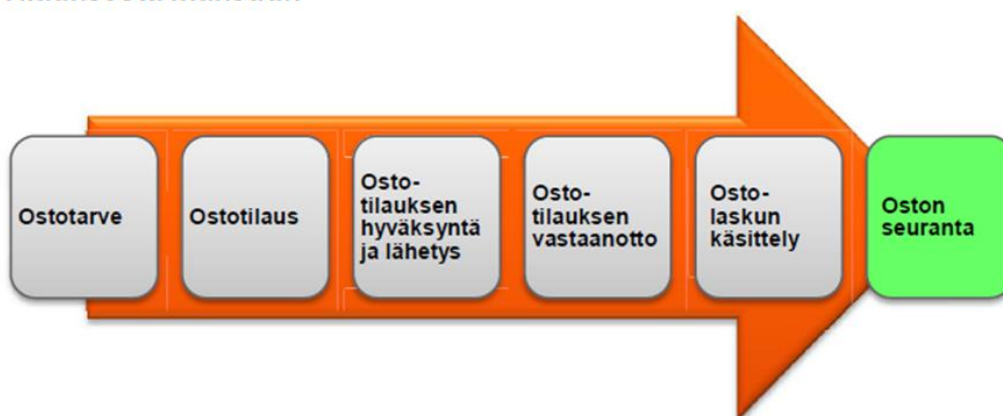 Ostotarve
Ostotilaus
Osto-
tilauksen
hyväksyntä
ja lähetys
Osto-
tilauksen
vastaanotto
Osto-
laskun
käsittely
Oston
seuranta